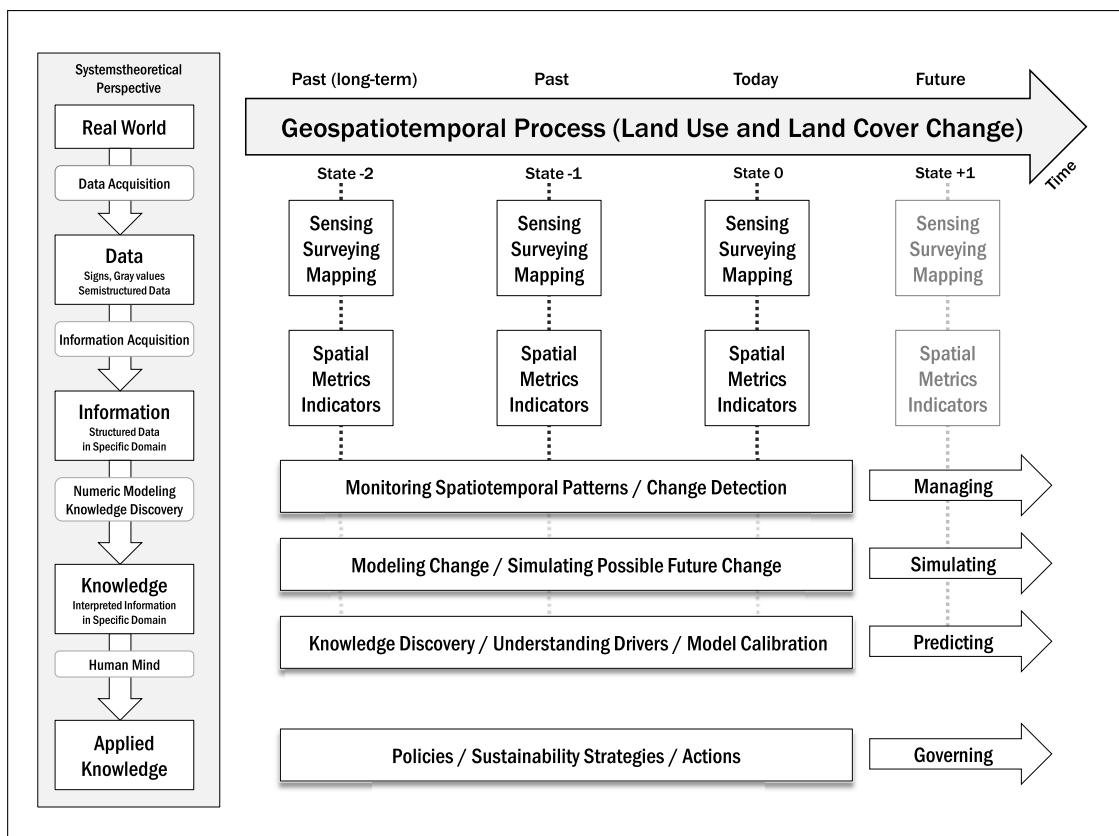 Systemstheoretical
Perspective
Real World
Data Acquisition
Data
Signs, Gray values
Semistructured Data
Information Acquisition
Information
Structured Data
in Specific Domain
Numeric Modeling
Knowledge Discovery
Knowledge
Interpreted Information
in Specific Domain
Human Mind
Applied
Knowledge
Past (long-term)
Past
Today
Future
Geospatiotemporal Process (Land Use and Land Cover Change)
Time
State -2
State -1
State 0
State +1
Sensing
Surveying
Mapping
Sensing
Surveying
Mapping
Sensing
Surveying
Mapping
Sensing
Surveying
Mapping
Spatial
Metrics
Indicators
Spatial
Metrics
Indicators
Spatial
Metrics
Indicators
Spatial
Metrics
Indicators
Monitoring Spatiotemporal Patterns / Change Detection
Managing
Modeling Change / Simulating Possible Future Change
Simulating
Knowledge Discovery / Understanding Drivers / Model Calibration
Predicting
Policies / Sustainability Strategies / Actions
Governing